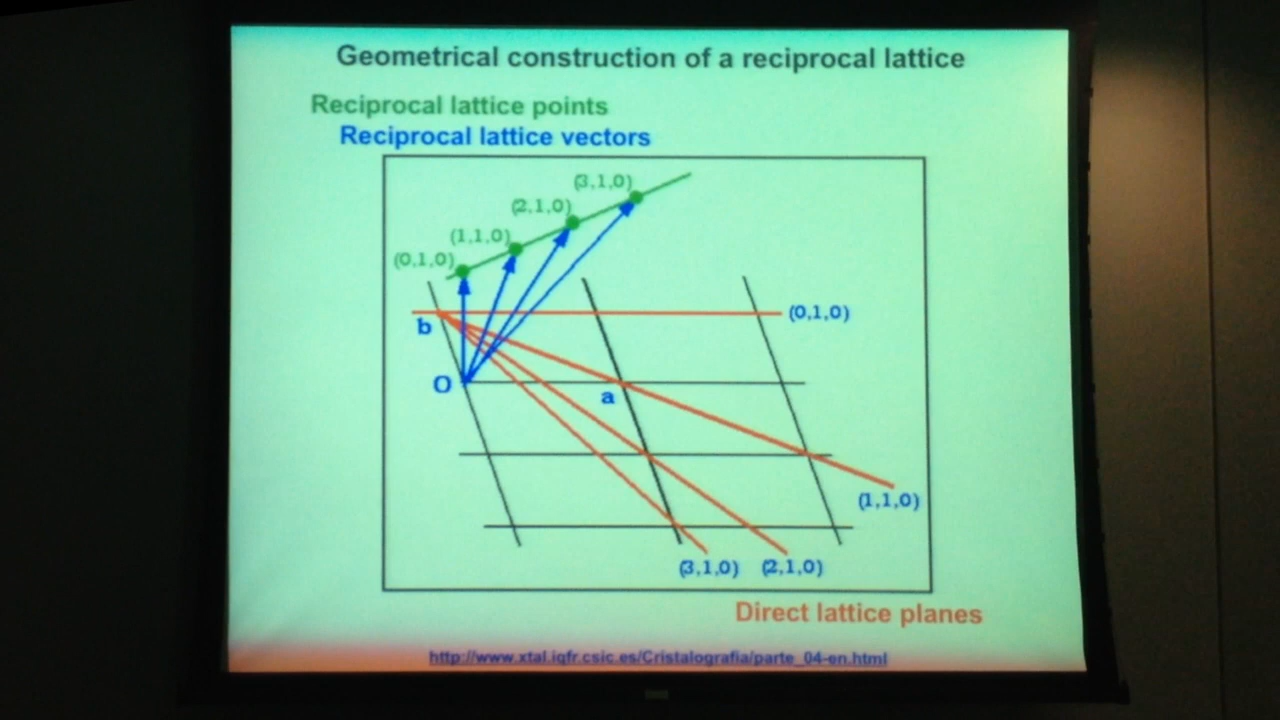 Geometrical construction of a reciprocal lattice
Reciprocal lattice points
Reciprocal lattice vectors
(3,1,0)
(2,1,0)
(1,1,0)
(0,1,0)
b
(0,1,0)
O
a
(1,1,0)
(3,1,0) (2,1,0)
Direct lattice planes
http://www.xtal.iqfr.csic.es/Cristalografia/parte_04-en.html